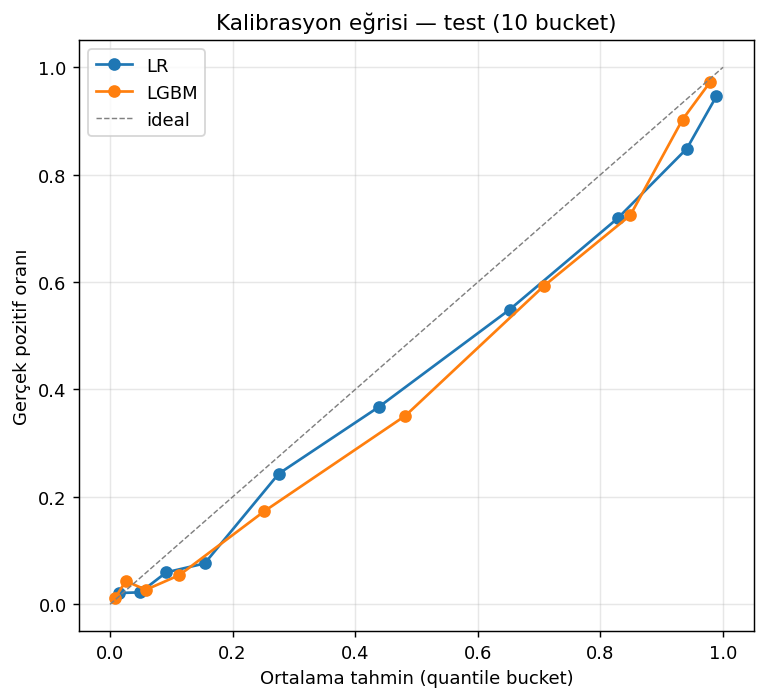 Kalibrasyon eğrisi — test (10 bucket)
LR
LGBM
ideal
Gerçek pozitif oranı
1.0
0.8
0.6
0.4
0.2
0.0
0.0 0.2 0.4 0.6 0.8 1.0
Ortalama tahmin (quantile bucket)